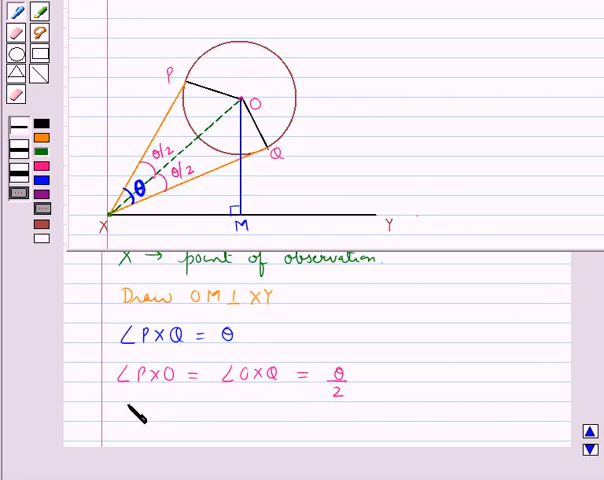 P
O
θ/2
Q
θ/2
θ
X
M
Y
X → point of observation.
Draw OM ⊥ XY
∠PXQ = θ
∠PXO = ∠OXQ = θ/2